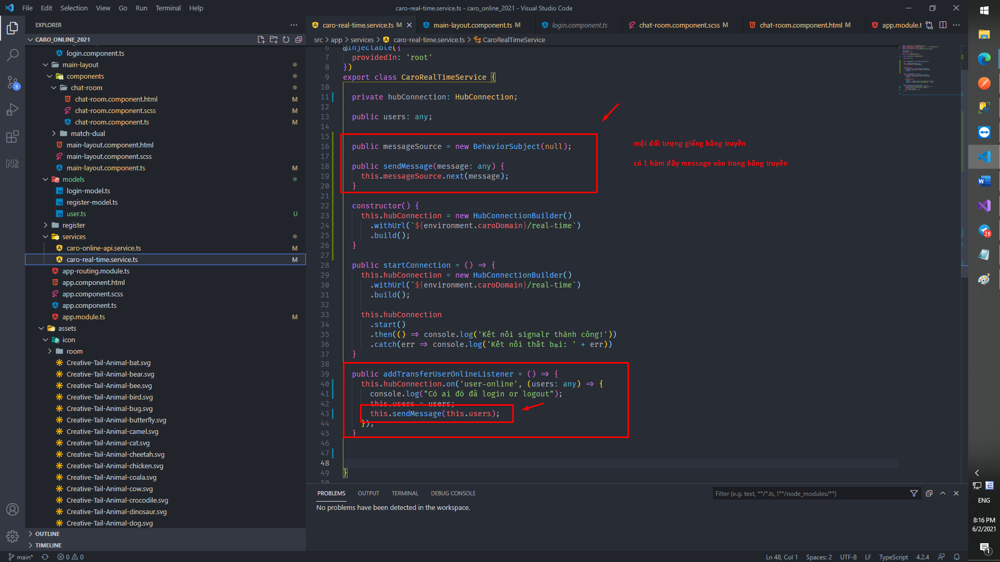 File Edit Selection View Go Run Terminal Help
caro-real-time.service.ts - caro_online_2021 - Visual Studio Code
EXPLORER
CARO_ONLINE_2021
login.component.ts
main-layout
components
chat-room
chat-room.component.html M
chat-room.component.scss M
chat-room.component.ts M
match-dual
main-layout.component.html
main-layout.component.scss
main-layout.component.ts M
models
login-model.ts
register-model.ts
user.ts U
register
services
caro-online-api.service.ts M
caro-real-time.service.ts M
app-routing.module.ts
app.component.html
app.component.scss
app.component.ts
app.module.ts M
assets
icon
room
Creative-Tail-Animal-bat.svg
Creative-Tail-Animal-bear.svg
Creative-Tail-Animal-bee.svg
Creative-Tail-Animal-bird.svg
Creative-Tail-Animal-bug.svg
Creative-Tail-Animal-butterfly.svg
Creative-Tail-Animal-camel.svg
Creative-Tail-Animal-cat.svg
Creative-Tail-Animal-cheetah.svg
Creative-Tail-Animal-chicken.svg
Creative-Tail-Animal-coala.svg
Creative-Tail-Animal-cow.svg
Creative-Tail-Animal-crocodile.svg
Creative-Tail-Animal-dinosaur.svg
Creative-Tail-Animal-dog.svg
OUTLINE
TIMELINE
caro-real-time.service.ts M main-layout.component.ts M login.component.ts chat-room.component.scss M chat-room.component.html M app.module.t
src > app > services > caro-real-time.service.ts > CaroRealTimeService
6 @Injectable({
7 providedIn: 'root'
8 })
9 export class CaroRealTimeService {
10
11 private hubConnection: HubConnection;
12
13 public users: any;
14
15
16 public messageSource = new BehaviorSubject(null);
17
18 public sendMessage(message: any) {
19 this.messageSource.next(message);
20 }
21
22 constructor() {
23 this.hubConnection = new HubConnectionBuilder()
24 .withUrl(`${environment.caroDomain}/real-time`)
25 .build();
26 }
27
28 public startConnection = () => {
29 this.hubConnection = new HubConnectionBuilder()
30 .withUrl(`${environment.caroDomain}/real-time`)
31 .build();
32
33 this.hubConnection
34 .start()
35 .then(() => console.log('Kết nối signalr thành công!'))
36 .catch(err => console.log('Kết nối thất bại: ' + err))
37 }
38
39 public addTransferUserOnlineListener = () => {
40 this.hubConnection.on('user-online', (users: any) => {
41 console.log("Có ai đó đã login or logout");
42 this.users = users;
43 this.sendMessage(this.users);
44 });
45 }
46
47
48
49 }
50
một đối tượng giống băng truyền
có 1 hàm đẩy message vào trong băng truyền
PROBLEMS OUTPUT TERMINAL DEBUG CONSOLE
Filter (e.g. text, **/*.ts, !**/node_modules/**)
No problems have been detected in the workspace.
main* 0 0
Ln 48, Col 1 Spaces: 2 UTF-8 LF TypeScript 4.2.4
8
28
ENG
8:16 PM
6/2/2021
1